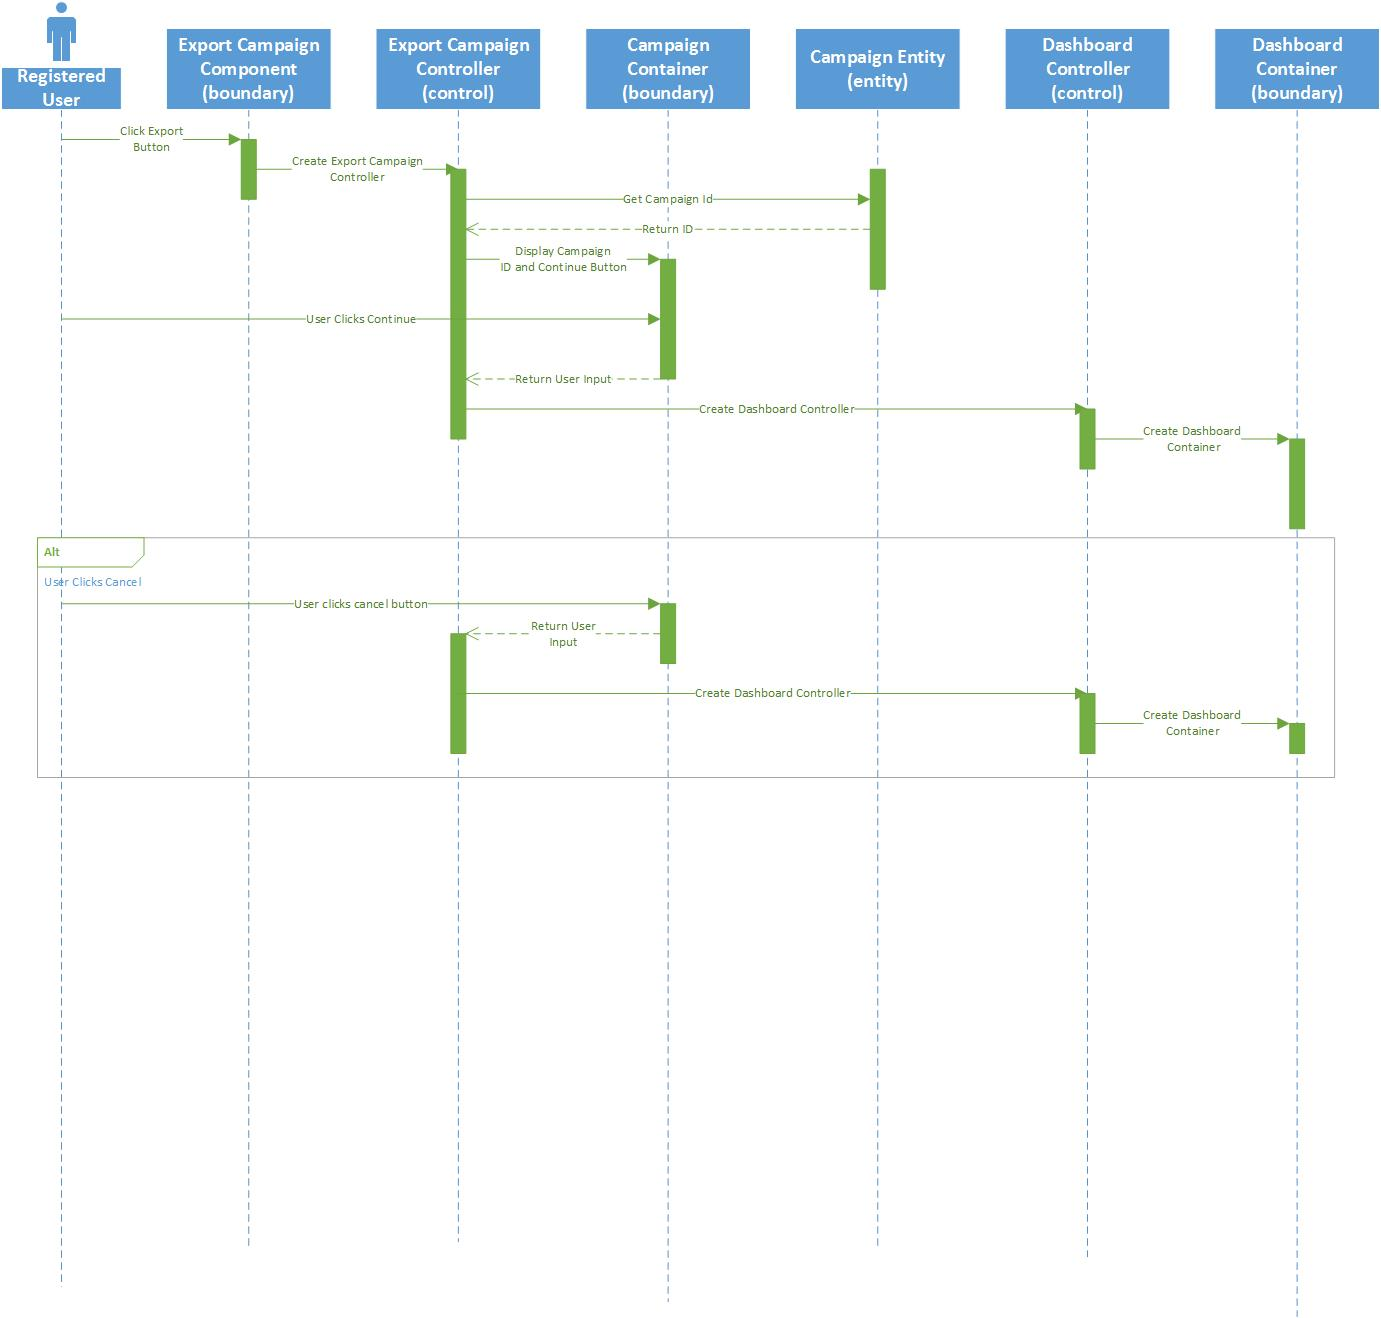 Registered
User
Export Campaign
Component
(boundary)
Export Campaign
Controller
(control)
Campaign
Container
(boundary)
Campaign Entity
(entity)
Dashboard
Controller
(control)
Dashboard
Container
(boundary)
Click Export
Button
Create Export Campaign
Controller
Get Campaign Id
Return ID
Display Campaign
ID and Continue Button
User Clicks Continue
Return User Input
Create Dashboard Controller
Create Dashboard
Container
Alt
User Clicks Cancel
User clicks cancel button
Return User
Input
Create Dashboard Controller
Create Dashboard
Container